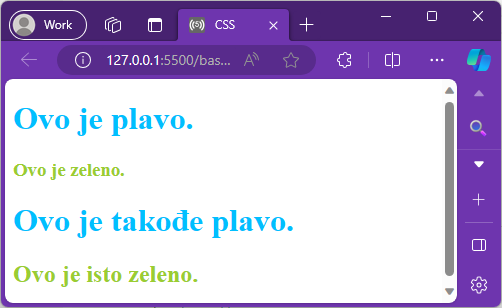 Work
CSS
127.0.0.1:5500/bas...
Ovo je plavo.
Ovo je zeleno.
Ovo je takođe plavo.
Ovo je isto zeleno.